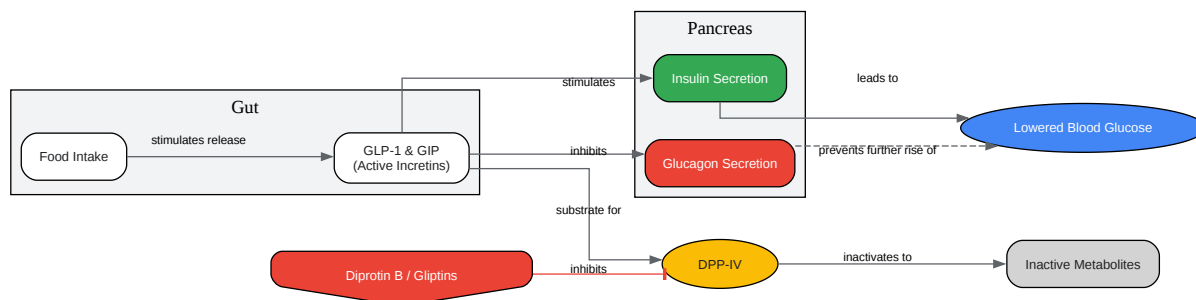 Pancreas
Insulin Secretion
stimulates
leads to
Gut
Lowered Blood Glucose
stimulates release
Food Intake
GLP-1 & GIP
(Active Incretins)
inhibits
Glucagon Secretion
prevents further rise of
substrate for
DPP-IV
inactivates to
Inactive Metabolites
Diprotin B / Gliptins
inhibits